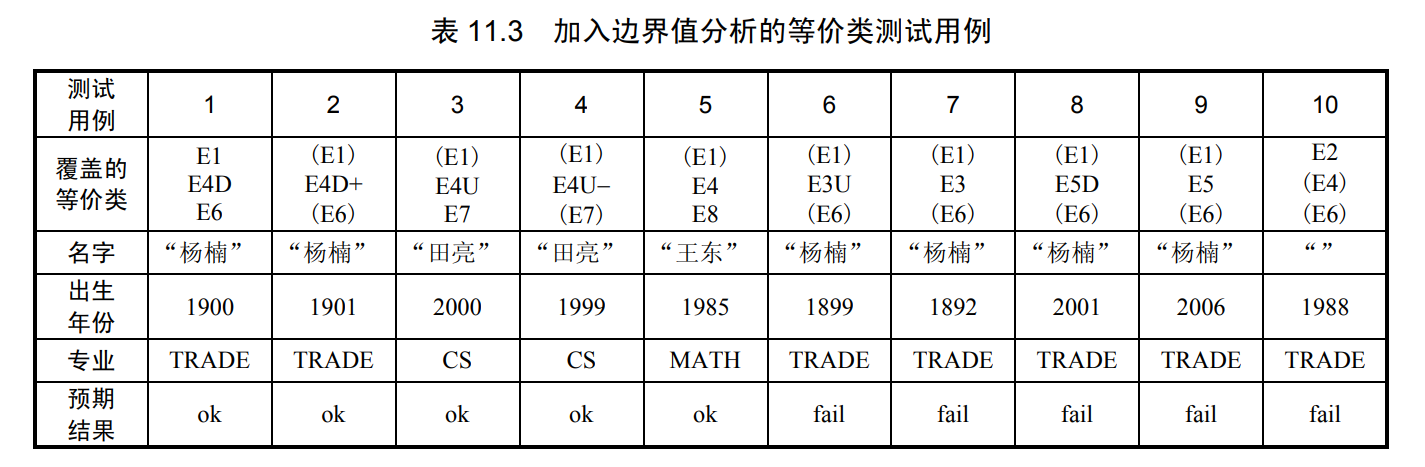 表 11.3 加入边界值分析的等价类测试用例
测试用例 1 2 3 4 5 6 7 8 9 10
覆盖的等价类 E1 E4D E6 (E1) E4D+ (E6) (E1) E4U E7 (E1) E4U− (E7) (E1) E4 E8 (E1) E3U (E6) (E1) E3 (E6) (E1) E5D (E6) (E1) E5 (E6) E2 (E4) (E6)
名字 “杨楠” “杨楠” “田亮” “田亮” “王东” “杨楠” “杨楠” “杨楠” “杨楠” “ ”
出生年份 1900 1901 2000 1999 1985 1899 1892 2001 2006 1988
专业 TRADE TRADE CS CS MATH TRADE TRADE TRADE TRADE TRADE
预期结果 ok ok ok ok ok fail fail fail fail fail